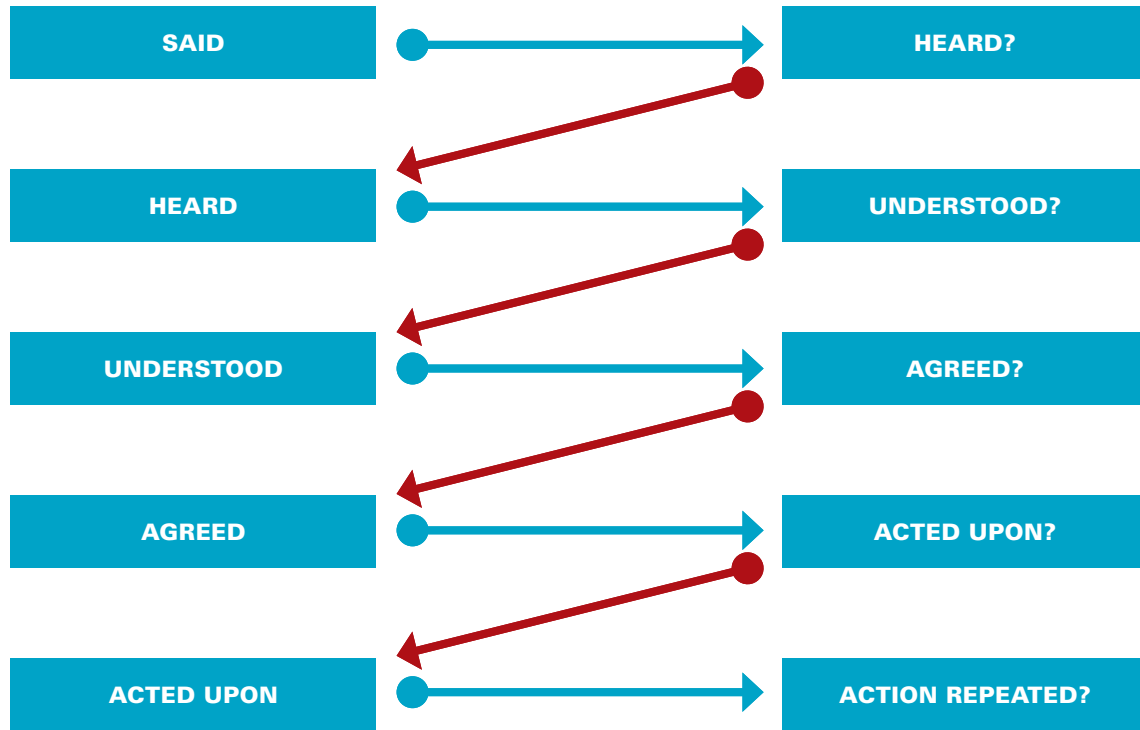 SAID
HEARD?
HEARD
UNDERSTOOD?
UNDERSTOOD
AGREED?
AGREED
ACTED UPON?
ACTED UPON
ACTION REPEATED?